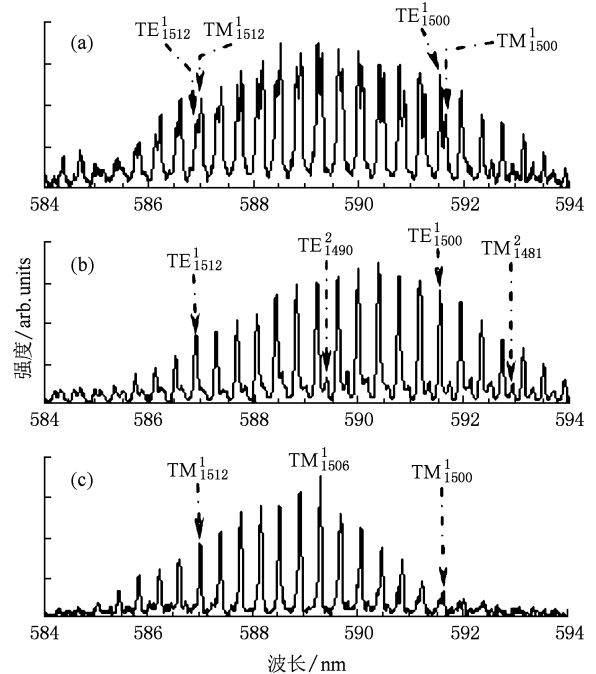 (a) TE¹₁₅₁₂ TM¹₁₅₁₂ TE¹₁₅₀₀ TM¹₁₅₀₀
584 586 588 590 592 594
(b) TE¹₁₅₁₂ TE²₁₄₉₀ TE¹₁₅₀₀ TM²₁₄₈₁
强度/arb.units
584 586 588 590 592 594
(c) TM¹₁₅₁₂ TM¹₁₅₀₆ TM¹₁₅₀₀
584 586 588 590 592 594
波长/nm